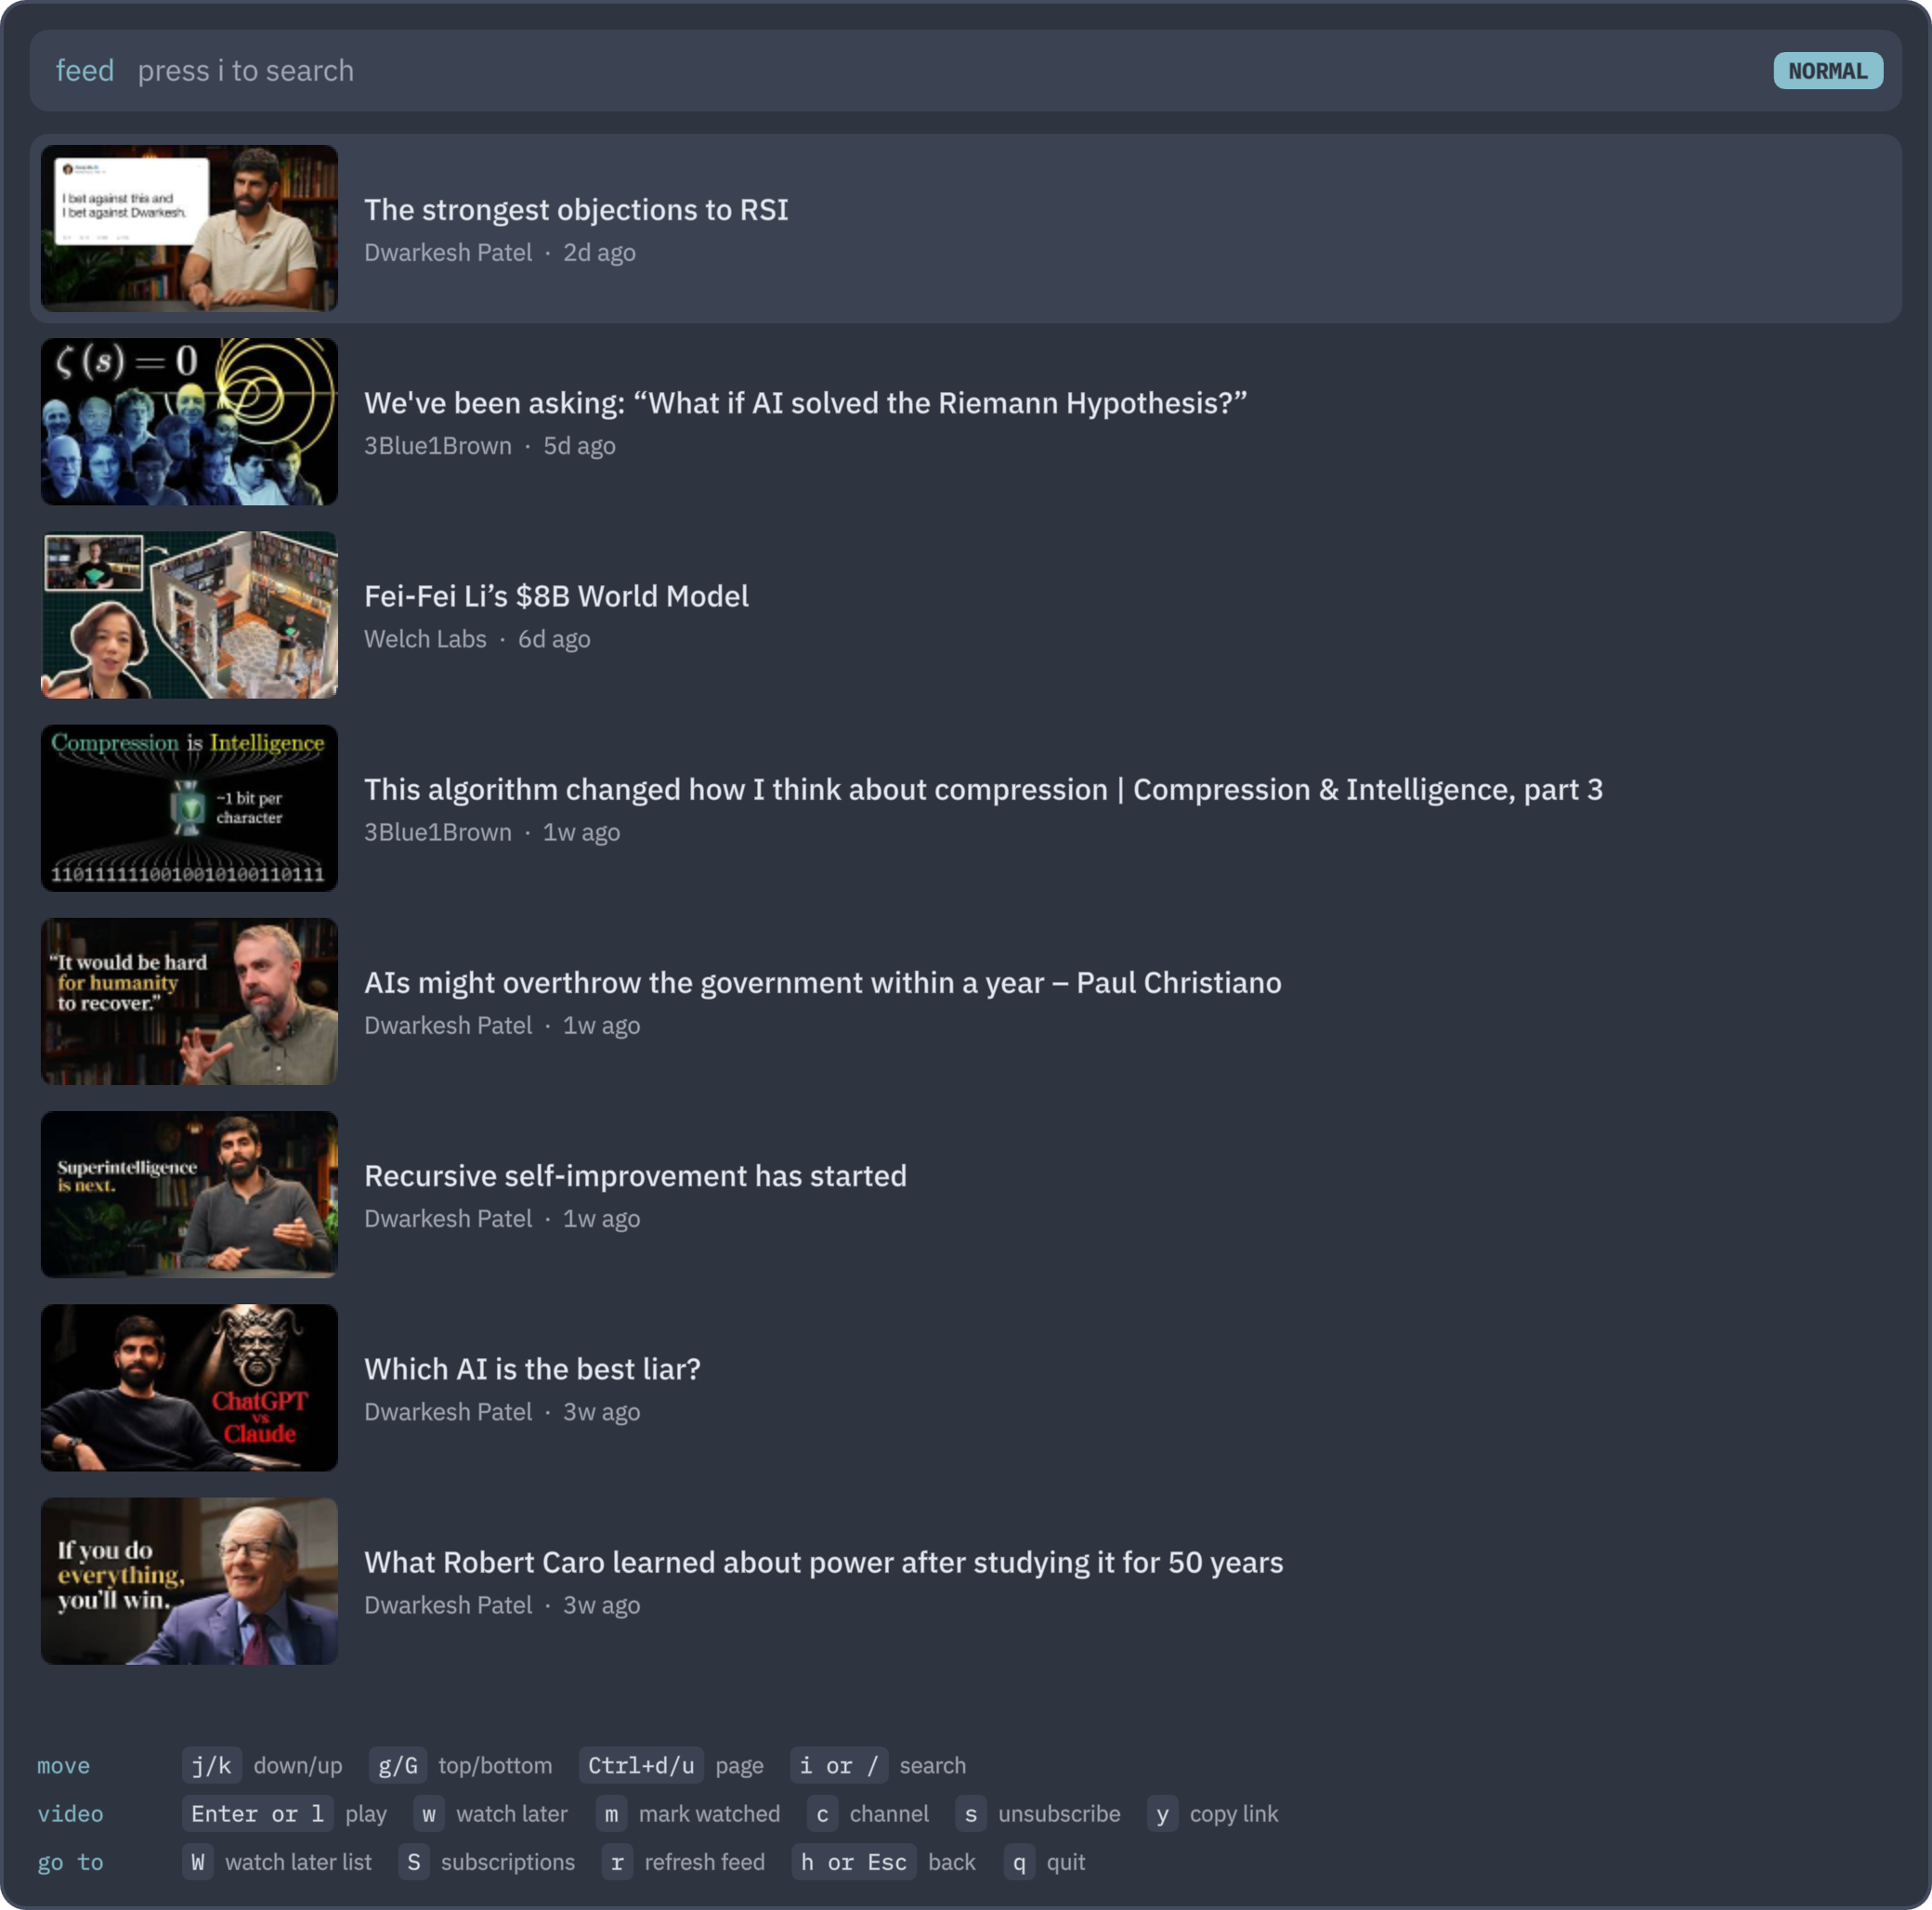 feed press i to search NORMAL
I bet against this and
I bet against Dwarkesh.
The strongest objections to RSI
Dwarkesh Patel · 2d ago
ζ(s) = 0
We've been asking: “What if AI solved the Riemann Hypothesis?”
3Blue1Brown · 5d ago
Fei-Fei Li’s $8B World Model
Welch Labs · 6d ago
Compression is Intelligence
~1 bit per
character
This algorithm changed how I think about compression | Compression & Intelligence, part 3
3Blue1Brown · 1w ago
“It would be hard
for humanity
to recover.”
AIs might overthrow the government within a year – Paul Christiano
Dwarkesh Patel · 1w ago
Superintelligence
is next.
Recursive self-improvement has started
Dwarkesh Patel · 1w ago
ChatGPT
vs
Claude
Which AI is the best liar?
Dwarkesh Patel · 3w ago
If you do
everything,
you’ll win.
What Robert Caro learned about power after studying it for 50 years
Dwarkesh Patel · 3w ago
move j/k down/up g/G top/bottom Ctrl+d/u page i or / search
video Enter or l play w watch later m mark watched c channel s unsubscribe y copy link
go to W watch later list S subscriptions r refresh feed h or Esc back q quit